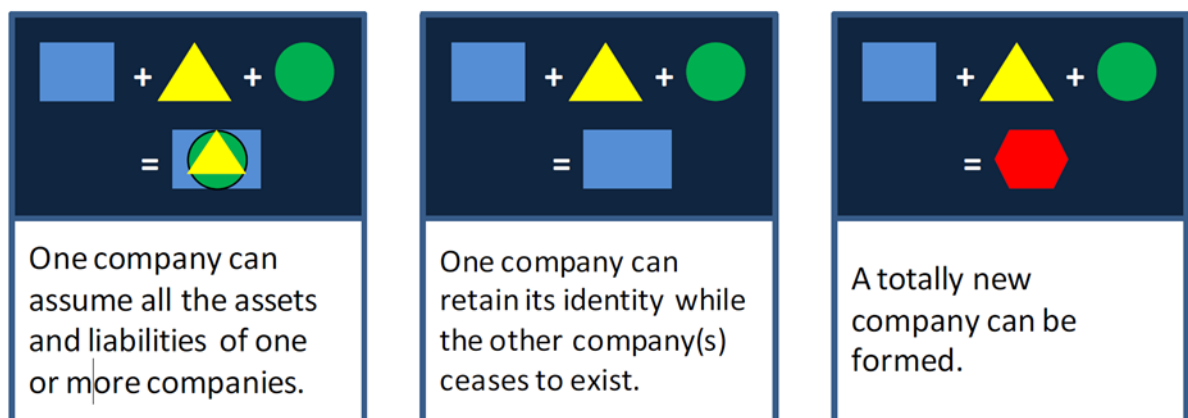 + +
=
One company can
assume all the assets
and liabilities of one
or more companies.
+ +
=
One company can
retain its identity while
the other company(s)
ceases to exist.
+ +
=
A totally new
company can be
formed.